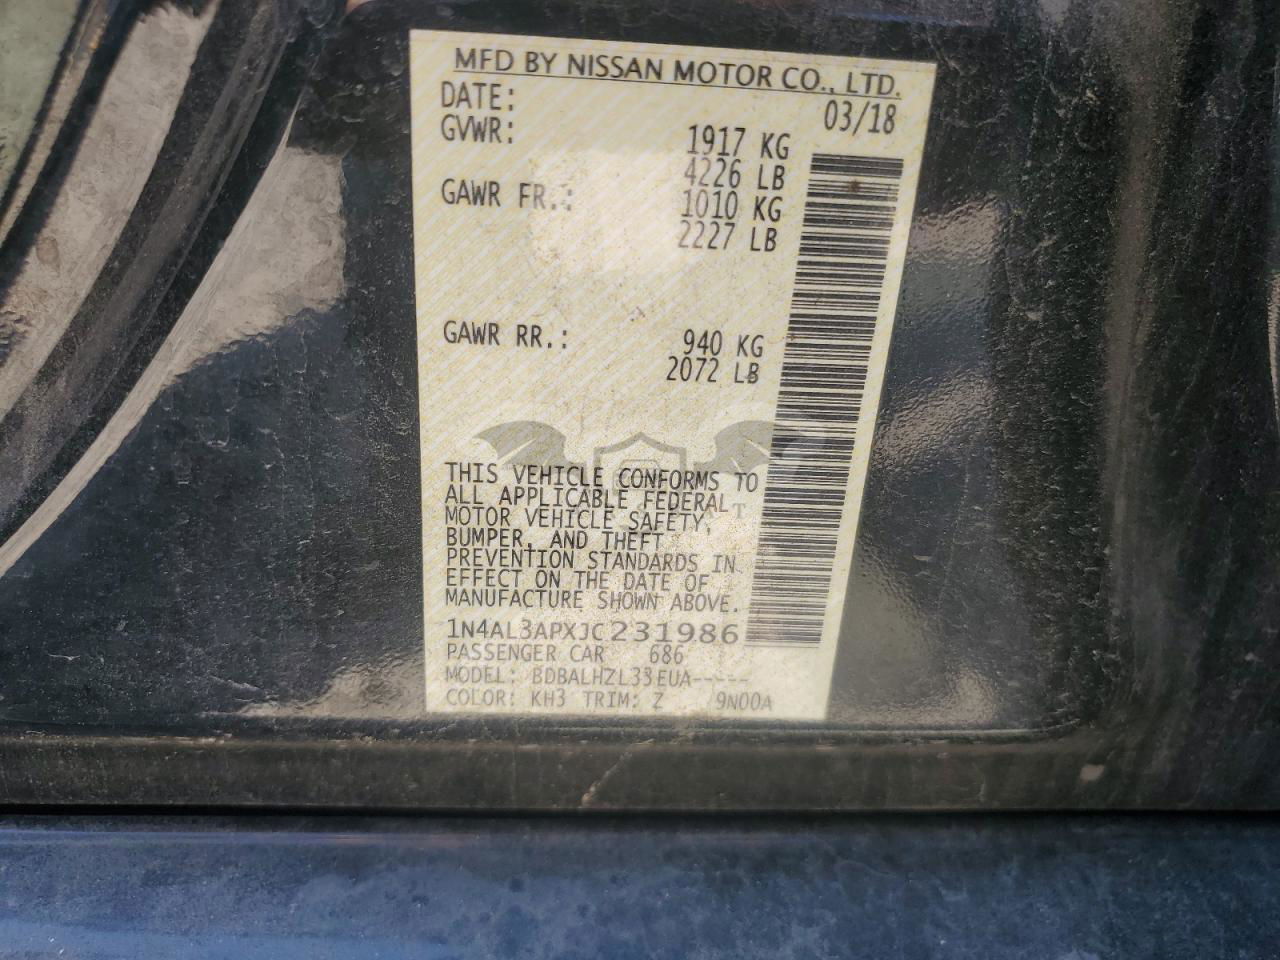 MFD BY NISSAN MOTOR CO., LTD.
DATE: 03/18
GVWR: 1917 KG
4226 LB
GAWR FR.: 1010 KG
2227 LB
GAWR RR.: 940 KG
2072 LB
THIS VEHICLE CONFORMS TO
ALL APPLICABLE FEDERAL
MOTOR VEHICLE SAFETY,
BUMPER, AND THEFT
PREVENTION STANDARDS IN
EFFECT ON THE DATE OF
MANUFACTURE SHOWN ABOVE.
1N4AL3APXJC231986
PASSENGER CAR 686
MODEL: BDBALHZL33EUA-----
COLOR: KH3 TRIM: Z 9N00A